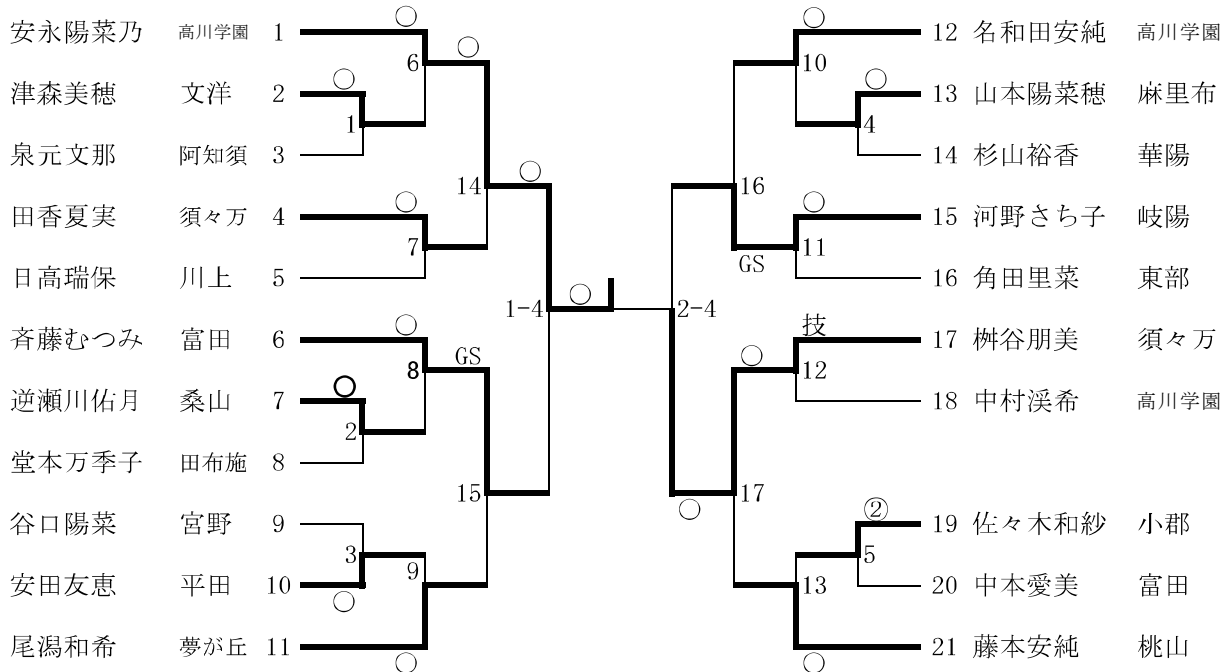 安永陽菜乃 高川学園 1
津森美穂 文洋 2
泉元文那 阿知須 3
田香夏実 須々万 4
日高瑞保 川上 5
斉藤むつみ 富田 6
逆瀬川佑月 桑山 7
堂本万季子 田布施 8
谷口陽菜 宮野 9
安田友恵 平田 10
尾潟和希 夢が丘 11
○
○
6
○
1
○
14
○
7
○
8
GS
○
2
15
3
9
○
○
1-4
○
2-4
○
10
○
4
16
○
11
GS
技
12
○
17
○
②
5
13
○
12 名和田安純 高川学園
13 山本陽菜穂 麻里布
14 杉山裕香 華陽
15 河野さち子 岐陽
16 角田里菜 東部
17 桝谷朋美 須々万
18 中村渓希 高川学園
19 佐々木和紗 小郡
20 中本愛美 富田
21 藤本安純 桃山